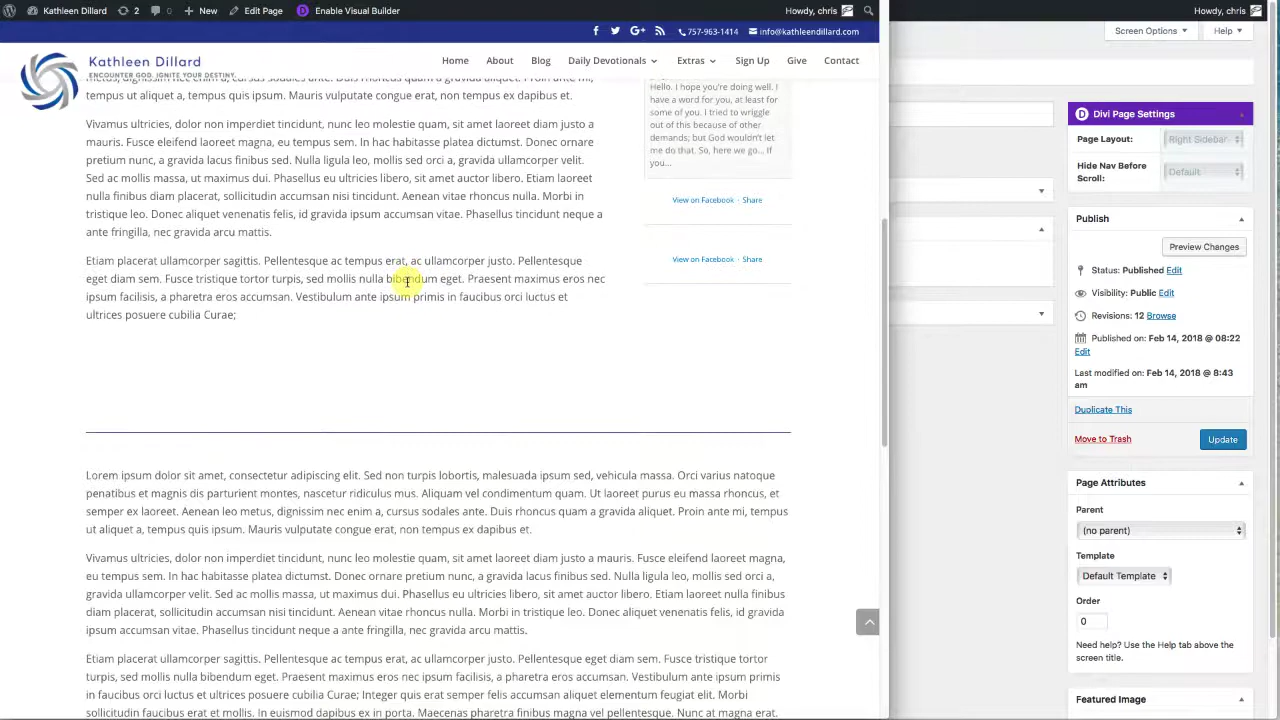 Kathleen Dillard 2 0 New Edit Page D Enable Visual Builder Howdy, chris
Howdy, chris
757-963-1414 info@kathleendillard.com
Screen Options Help
Kathleen Dillard
ENCOUNTER GOD. IGNITE YOUR DESTINY.
Home About Blog Daily Devotionals Extras Sign Up Give Contact
tempus ut aliquet a, tempus quis ipsum. Mauris vulputate congue erat, non tempus ex dapibus et.
Vivamus ultricies, dolor non imperdiet tincidunt, nunc leo molestie quam, sit amet laoreet diam justo a
mauris. Fusce eleifend laoreet magna, eu tempus sem. In hac habitasse platea dictumst. Donec ornare
pretium nunc, a gravida lacus finibus sed. Nulla ligula leo, mollis sed orci a, gravida ullamcorper velit.
Sed ac mollis massa, ut maximus dui. Phasellus eu ultricies libero, sit amet auctor libero. Etiam laoreet
nulla finibus diam placerat, sollicitudin accumsan nisi tincidunt. Aenean vitae rhoncus nulla. Morbi in
tristique leo. Donec aliquet venenatis felis, id gravida ipsum accumsan vitae. Phasellus tincidunt neque a
ante fringilla, nec gravida arcu mattis.
Etiam placerat ullamcorper sagittis. Pellentesque ac tempus erat, ac ullamcorper justo. Pellentesque
eget diam sem. Fusce tristique tortor turpis, sed mollis nulla bibendum eget. Praesent maximus eros nec
ipsum facilisis, a pharetra eros accumsan. Vestibulum ante ipsum primis in faucibus orci luctus et
ultrices posuere cubilia Curae;
Hello. I hope you're doing well. I
have a word for you, at least for
some of you. I tried to wriggle
out of this because of other
demands; but God wouldn't let
me do that. So, here we go... If
you...
View on Facebook · Share
View on Facebook · Share
Lorem ipsum dolor sit amet, consectetur adipiscing elit. Sed non turpis lobortis, malesuada ipsum sed, vehicula massa. Orci varius natoque
penatibus et magnis dis parturient montes, nascetur ridiculus mus. Aliquam vel condimentum quam. Ut laoreet purus eu massa rhoncus, et
semper ex laoreet. Aenean leo metus, dignissim nec enim a, cursus sodales ante. Duis rhoncus quam a gravida aliquet. Proin ante mi, tempus
ut aliquet a, tempus quis ipsum. Mauris vulputate congue erat, non tempus ex dapibus et.
Vivamus ultricies, dolor non imperdiet tincidunt, nunc leo molestie quam, sit amet laoreet diam justo a mauris. Fusce eleifend laoreet magna,
eu tempus sem. In hac habitasse platea dictumst. Donec ornare pretium nunc, a gravida lacus finibus sed. Nulla ligula leo, mollis sed orci a,
gravida ullamcorper velit. Sed ac mollis massa, ut maximus dui. Phasellus eu ultricies libero, sit amet auctor libero. Etiam laoreet nulla finibus
diam placerat, sollicitudin accumsan nisi tincidunt. Aenean vitae rhoncus nulla. Morbi in tristique leo. Donec aliquet venenatis felis, id gravida
ipsum accumsan vitae. Phasellus tincidunt neque a ante fringilla, nec gravida arcu mattis.
Etiam placerat ullamcorper sagittis. Pellentesque ac tempus erat, ac ullamcorper justo. Pellentesque eget diam sem. Fusce tristique tortor
turpis, sed mollis nulla bibendum eget. Praesent maximus eros nec ipsum facilisis, a pharetra eros accumsan. Vestibulum ante ipsum primis
in faucibus orci luctus et ultrices posuere cubilia Curae; Integer quis erat semper felis accumsan aliquam elementum feugiat elit. Morbi
sollicitudin faucibus erat et mollis. In euismod dapibus mi in porta. Maecenas finibus magna vel pellentesque. Nunc at magna erat.
D Divi Page Settings
Page Layout: Right Sidebar
Hide Nav Before Default
Scroll:
Publish
Preview Changes
Status: Published Edit
Visibility: Public Edit
Revisions: 12 Browse
Published on: Feb 14, 2018 @ 08:22
Edit
Last modified on: Feb 14, 2018 @ 8:43
am
Duplicate This
Move to Trash Update
Page Attributes
Parent
(no parent)
Template
Default Template
Order
0
Need help? Use the Help tab above the
screen title.
Featured Image